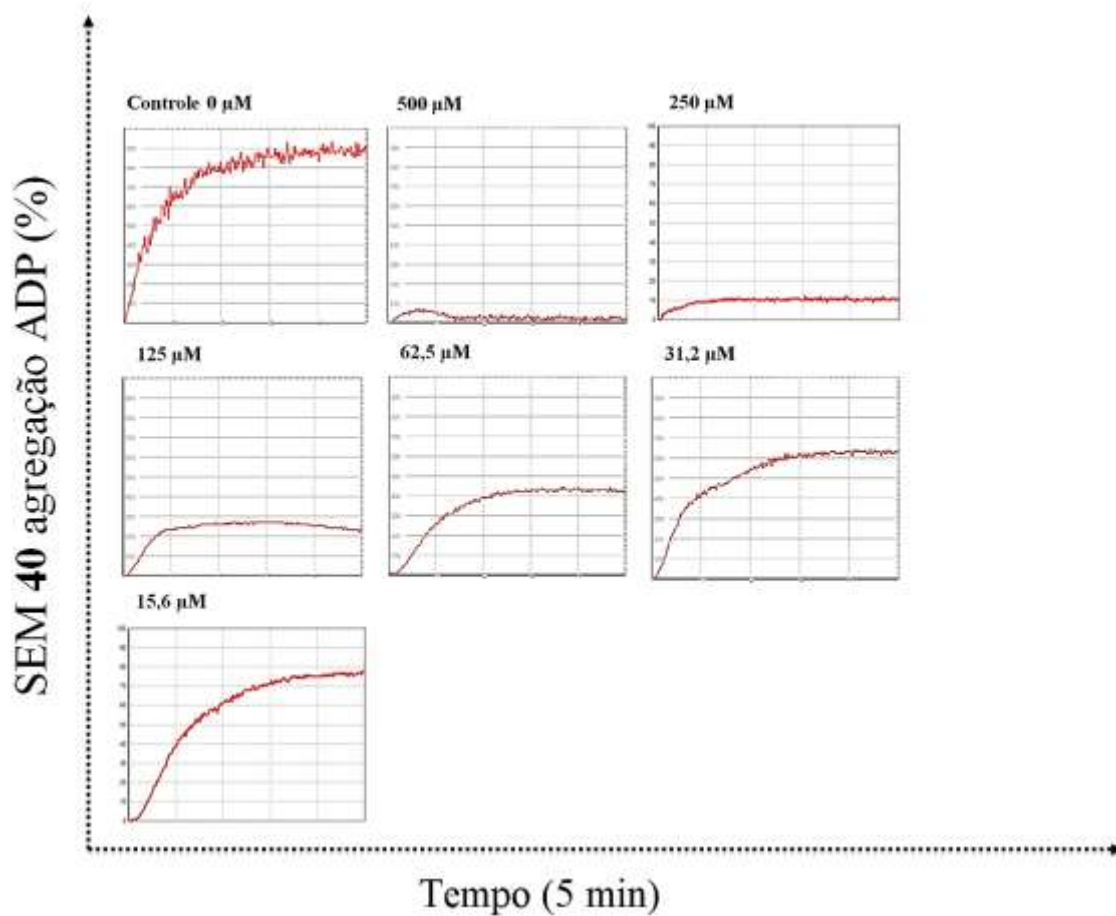 Controle 0 μM
500 μM
250 μM
125 μM
62,5 μM
31,2 μM
15,6 μM
SEM 40 agregação ADP (%)
Tempo (5 min)